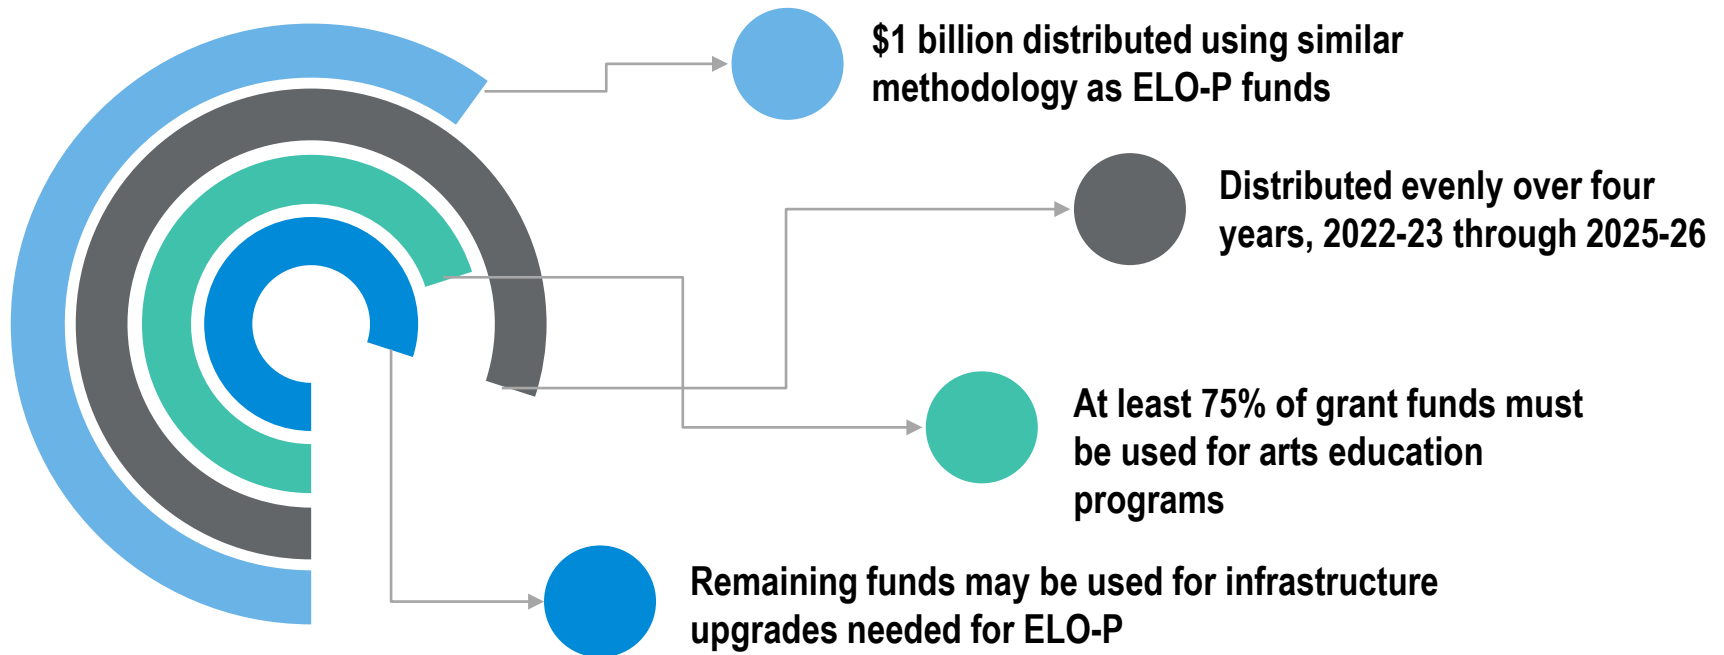 $1 billion distributed using similar
methodology as ELO-P funds
Distributed evenly over four
years, 2022-23 through 2025-26
At least 75% of grant funds must
be used for arts education
programs
Remaining funds may be used for infrastructure
upgrades needed for ELO-P